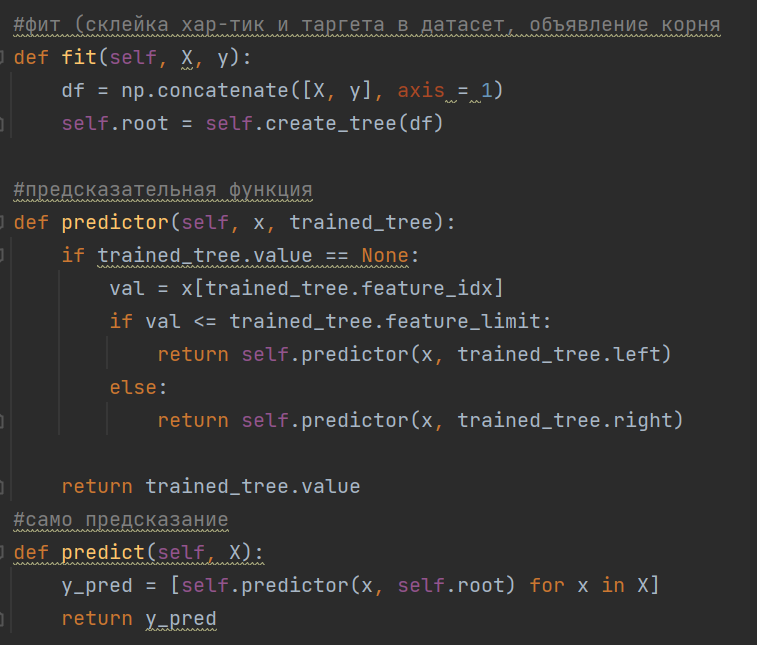 #фит (склейка хар-тик и таргета в датасет, объявление корня
def fit(self, X, y):
    df = np.concatenate([X, y], axis = 1)
    self.root = self.create_tree(df)

#предсказательная функция
def predictor(self, x, trained_tree):
    if trained_tree.value == None:
        val = x[trained_tree.feature_idx]
        if val <= trained_tree.feature_limit:
            return self.predictor(x, trained_tree.left)
        else:
            return self.predictor(x, trained_tree.right)

    return trained_tree.value
#само предсказание
def predict(self, X):
    y_pred = [self.predictor(x, self.root) for x in X]
    return y_pred